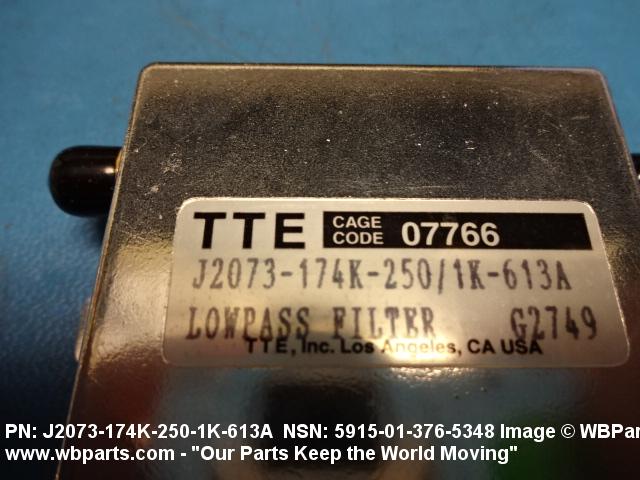 TTE CAGE CODE 07766
J2073-174K-250/1K-613A
LOWPASS FILTER G2749
TTE, Inc. Los Angeles, CA USA
PN: J2073-174K-250-1K-613A NSN: 5915-01-376-5348 Image © WBPar
www.wbparts.com - "Our Parts Keep the World Moving"